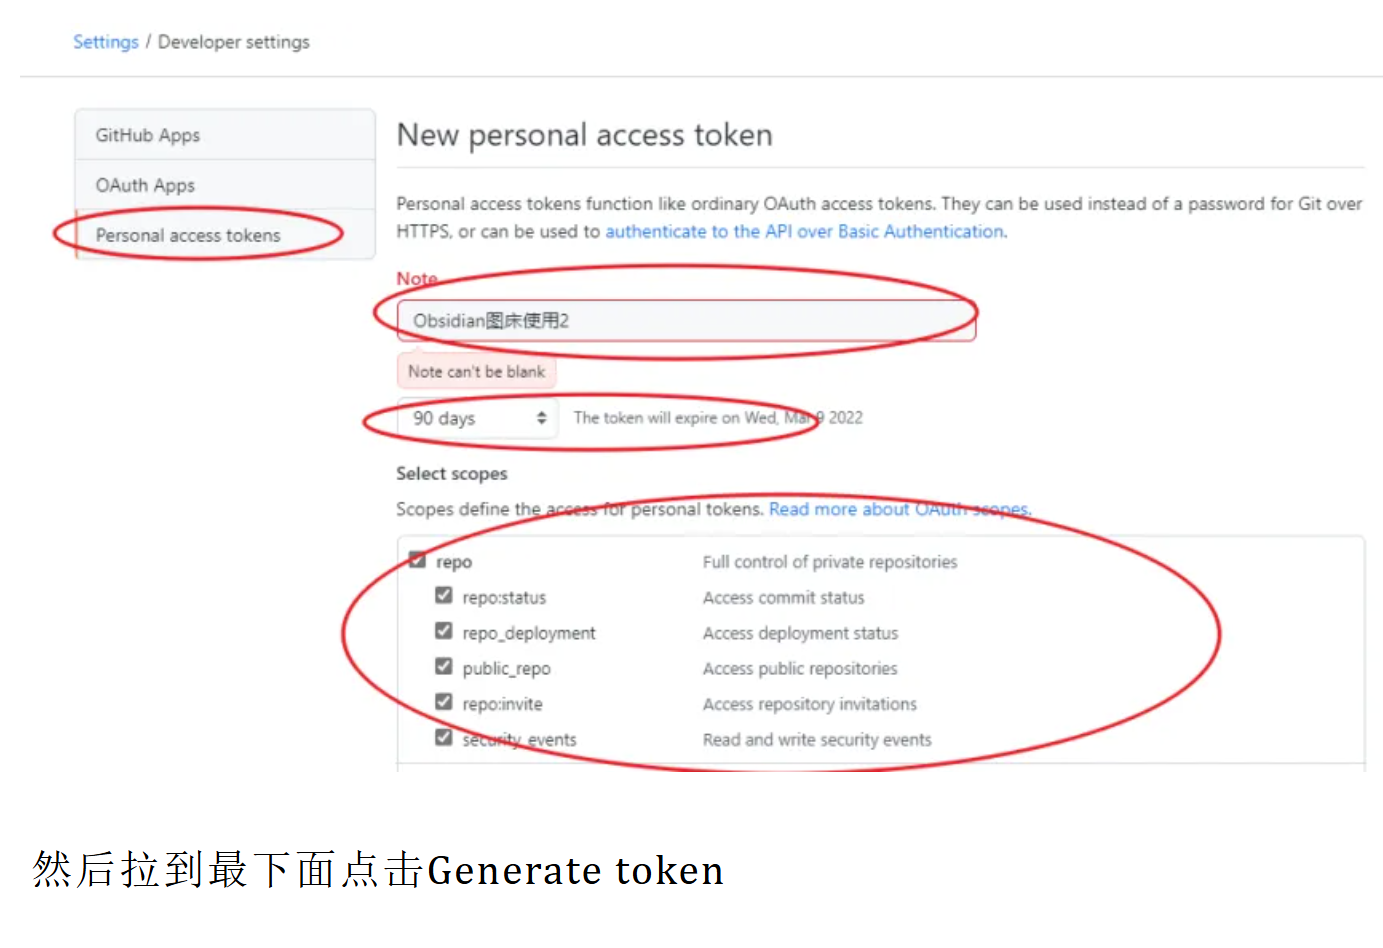 Settings / Developer settings
GitHub Apps
OAuth Apps
Personal access tokens
New personal access token
Personal access tokens function like ordinary OAuth access tokens. They can be used instead of a password for Git over
HTTPS, or can be used to authenticate to the API over Basic Authentication.
Note
Obsidian图床使用2
Note can't be blank
90 days The token will expire on Wed, Mar 9 2022
Select scopes
Scopes define the access for personal tokens. Read more about OAuth scopes.
repo Full control of private repositories
repo:status Access commit status
repo_deployment Access deployment status
public_repo Access public repositories
repo:invite Access repository invitations
security_events Read and write security events
然后拉到最下面点击Generate token